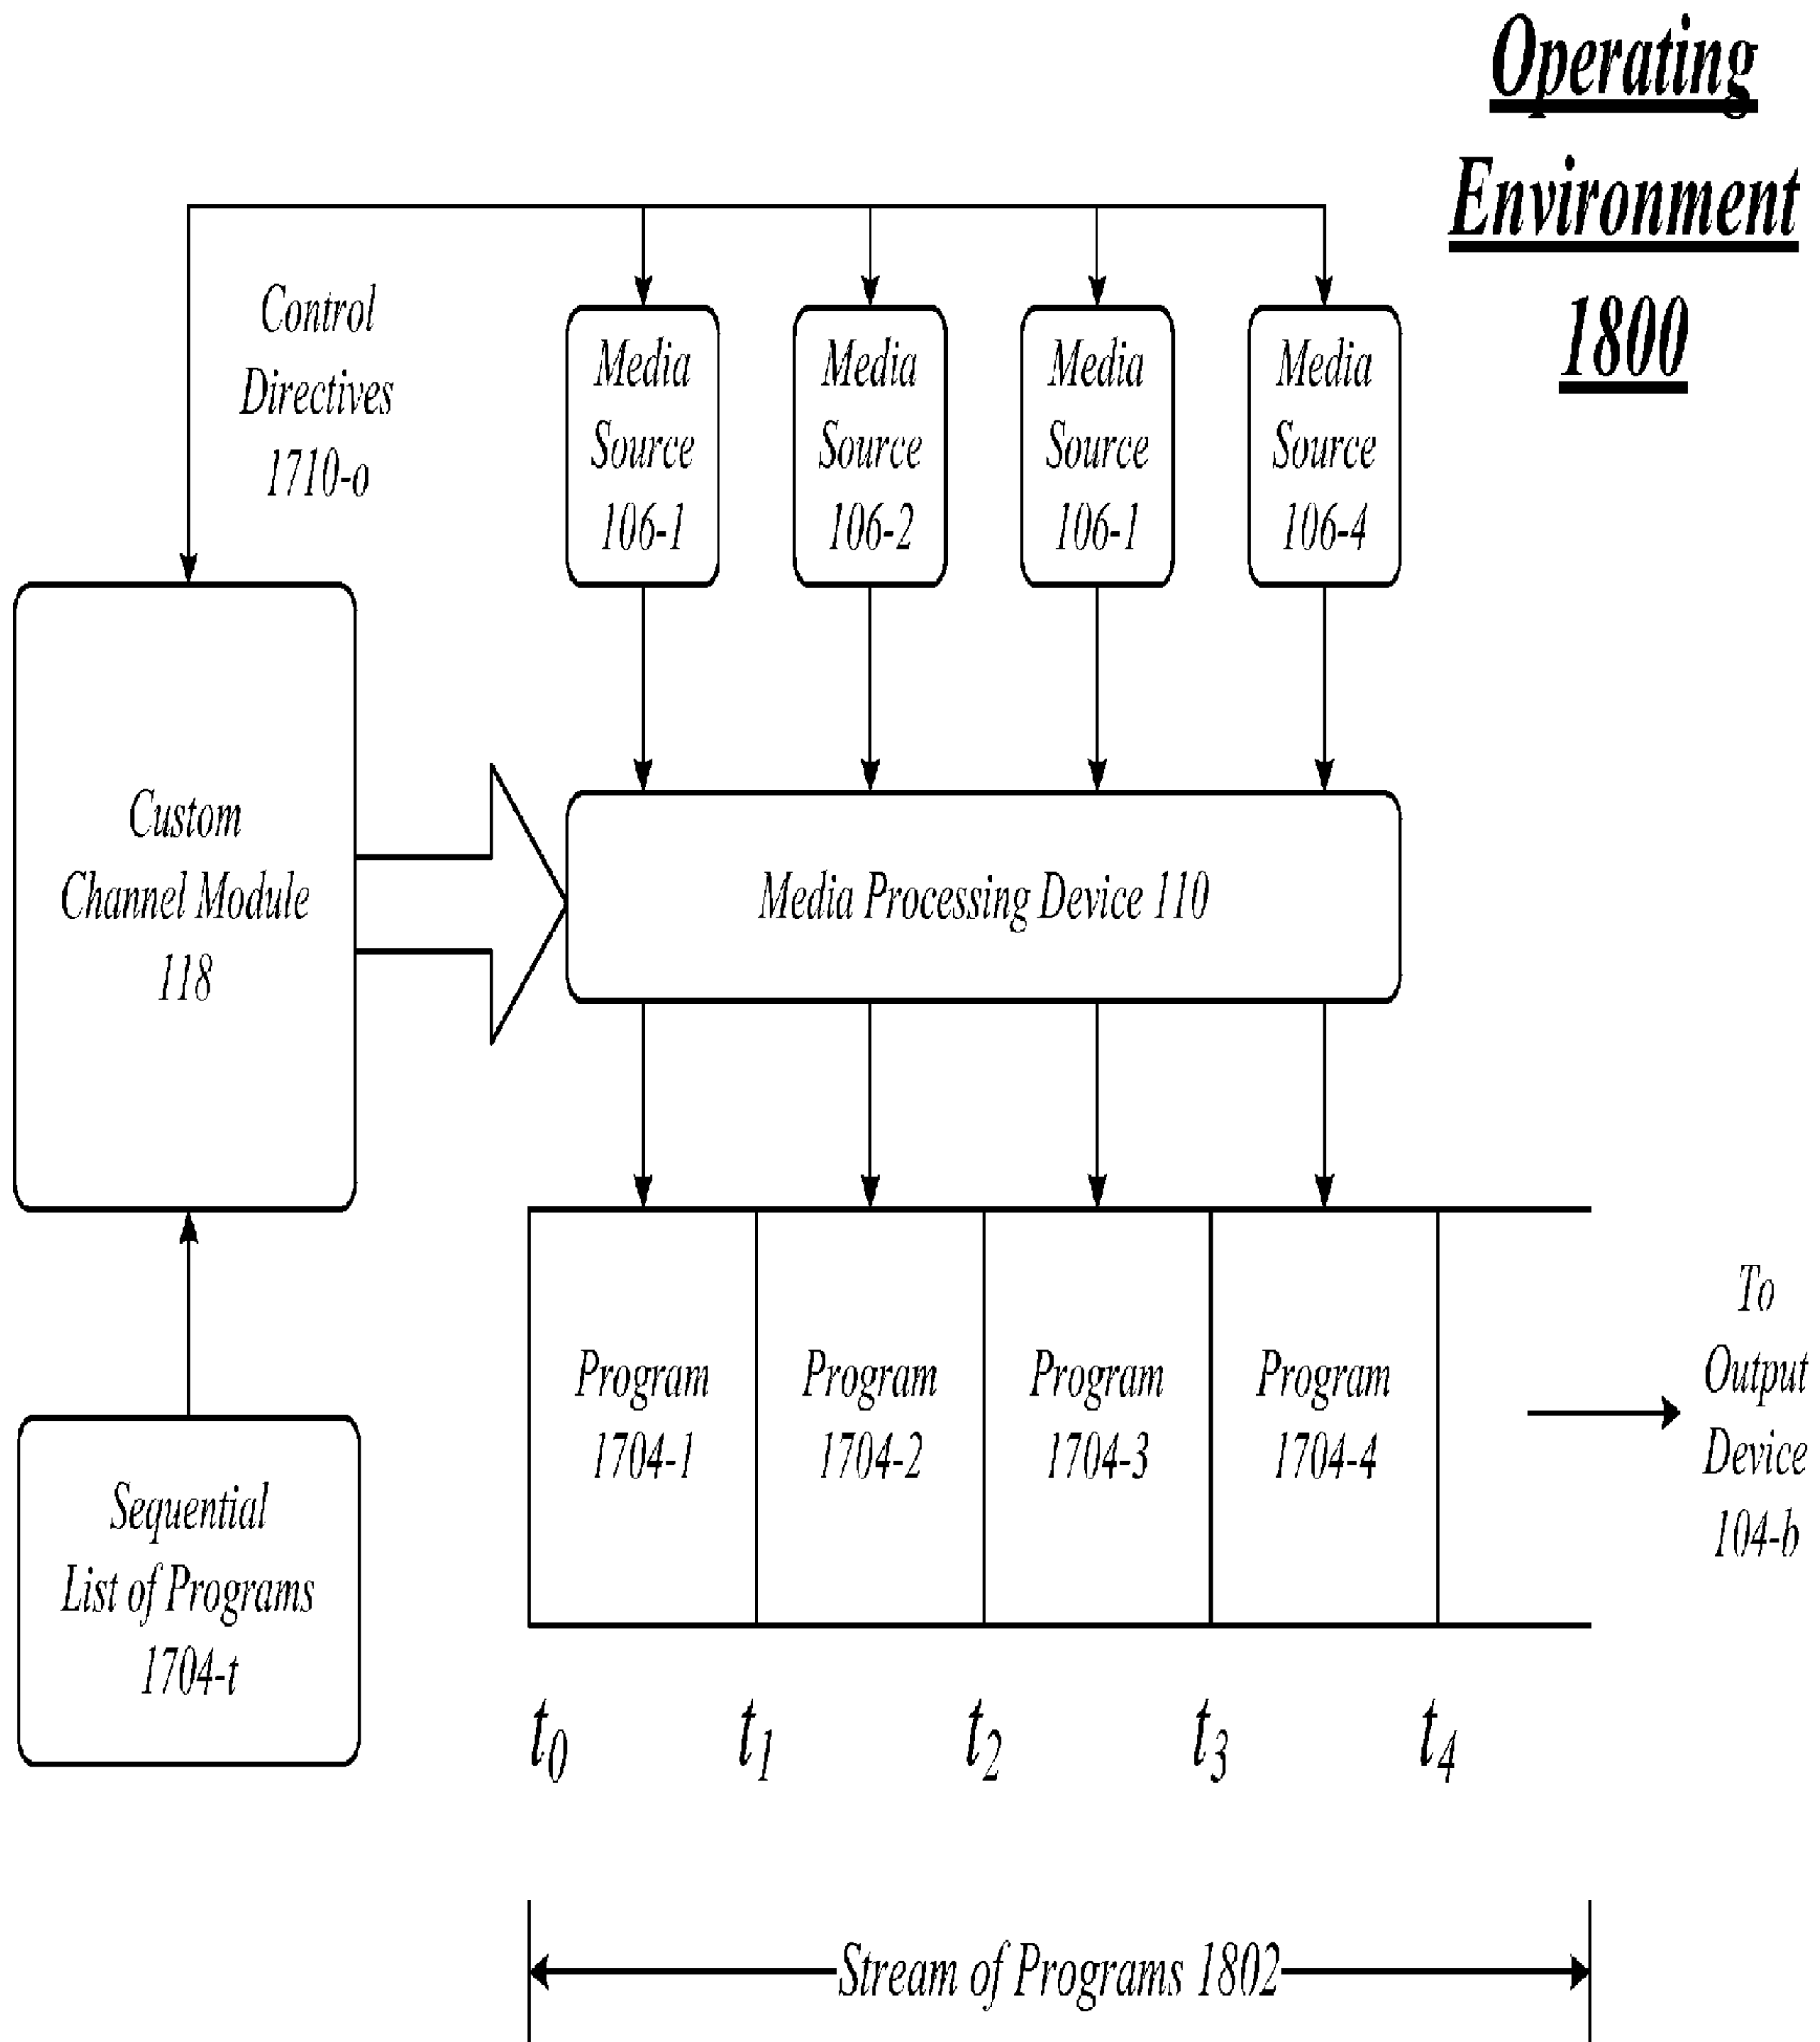 Operating
Environment
1800
Control
Directives
1710-o
Media
Source
106-1
Media
Source
106-2
Media
Source
106-1
Media
Source
106-4
Custom
Channel Module
118
Media Processing Device 110
Sequential
List of Programs
1704-t
Program
1704-1
Program
1704-2
Program
1704-3
Program
1704-4
To
Output
Device
104-b
t0
t1
t2
t3
t4
Stream of Programs 1802